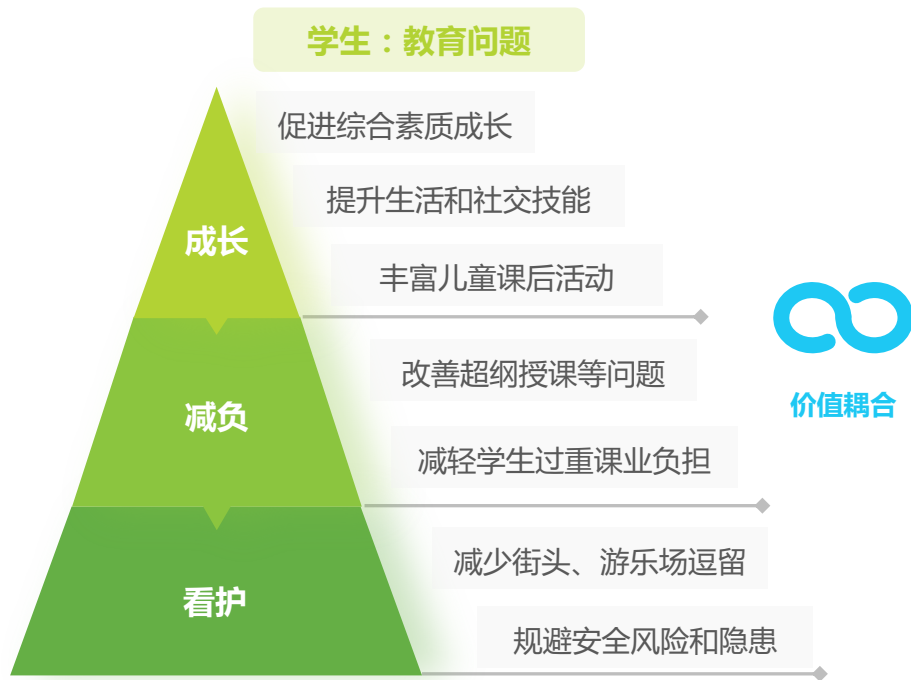 学生：教育问题
促进综合素质成长
提升生活和社交技能
成长
丰富儿童课后活动
改善超纲授课等问题
价值耦合
减负
减轻学生过重课业负担
减少街头、游乐场逗留
看护
规避安全风险和隐患